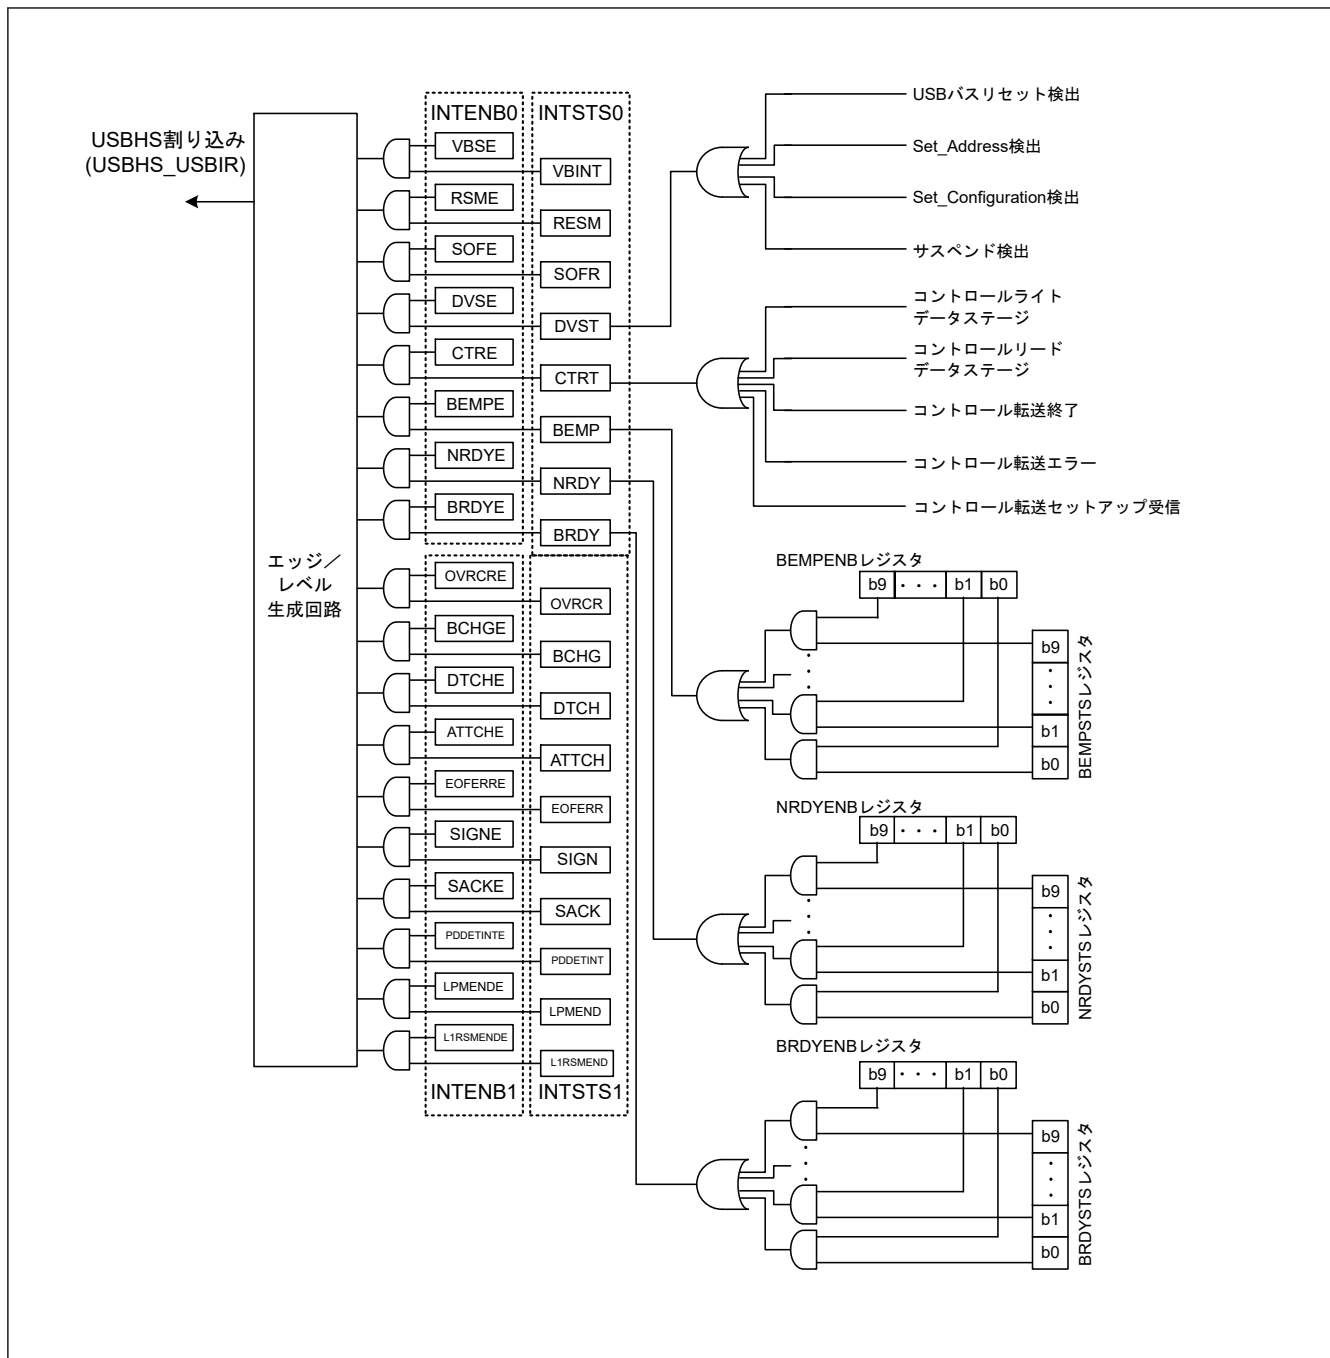 USBHS割り込み
(USBHS_USBIR)
エッジ／
レベル
生成回路
INTENB0
INTSTS0
VBSE
VBINT
RSME
RESM
SOFE
SOFR
DVSE
DVST
CTRE
CTRT
BEMPE
BEMP
NRDYE
NRDY
BRDYE
BRDY
OVRCRE
OVRCR
BCHGE
BCHG
DTCHE
DTCH
ATTCHE
ATTCH
EOFERRE
EOFERR
SIGNE
SIGN
SACKE
SACK
PDDETINTE
PDDETINT
LPMENDE
LPMEND
L1RSMENDE
L1RSMEND
INTENB1
INTSTS1
USBバスリセット検出
Set_Address検出
Set_Configuration検出
サスペンド検出
コントロールライト
データステージ
コントロールリード
データステージ
コントロール転送終了
コントロール転送エラー
コントロール転送セットアップ受信
BEMPENBレジスタ
b9 ・・・ b1 b0
b9
・・・
b1
b0
BEMPSTSレジスタ
NRDYENBレジスタ
b9 ・・・ b1 b0
b9
・・・
b1
b0
NRDYSTSレジスタ
BRDYENBレジスタ
b9 ・・・ b1 b0
b9
・・・
b1
b0
BRDYSTSレジスタ